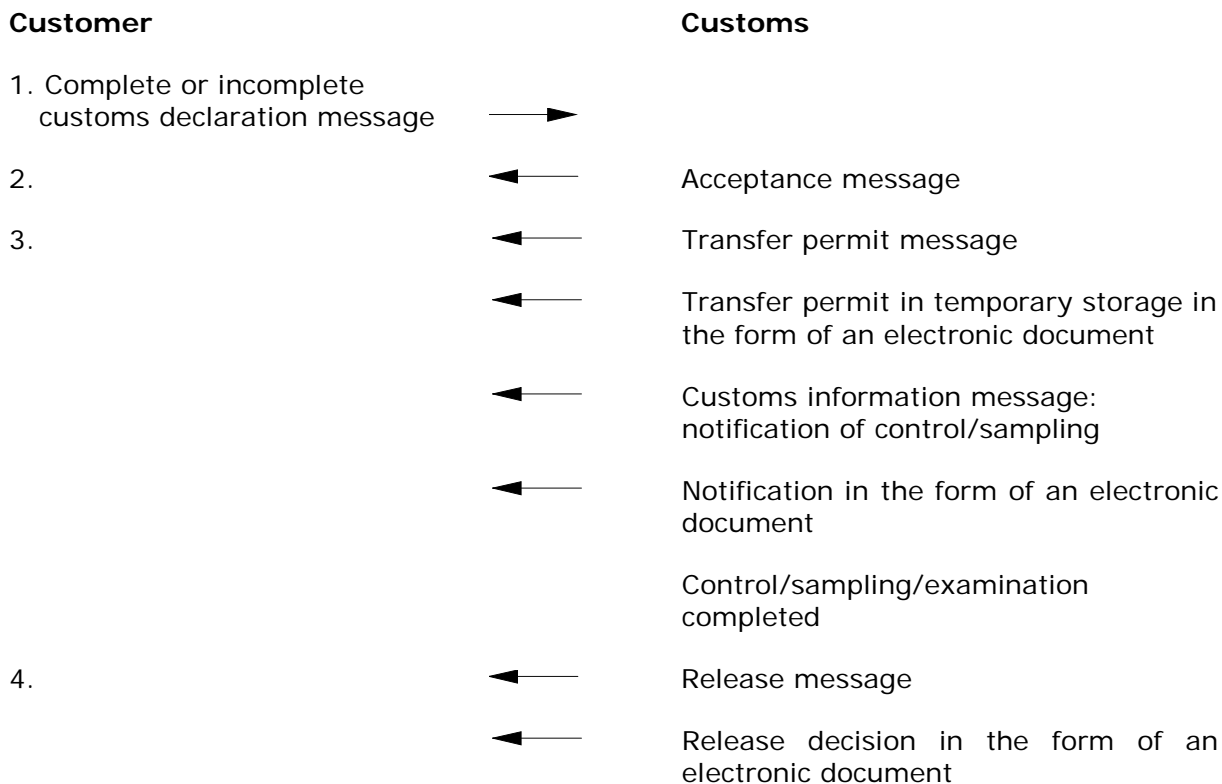 Customer Customs
1. Complete or incomplete
customs declaration message
2. Acceptance message
3. Transfer permit message
Transfer permit in temporary storage in
the form of an electronic document
Customs information message:
notification of control/sampling
Notification in the form of an electronic
document
Control/sampling/examination
completed
4. Release message
Release decision in the form of an
electronic document